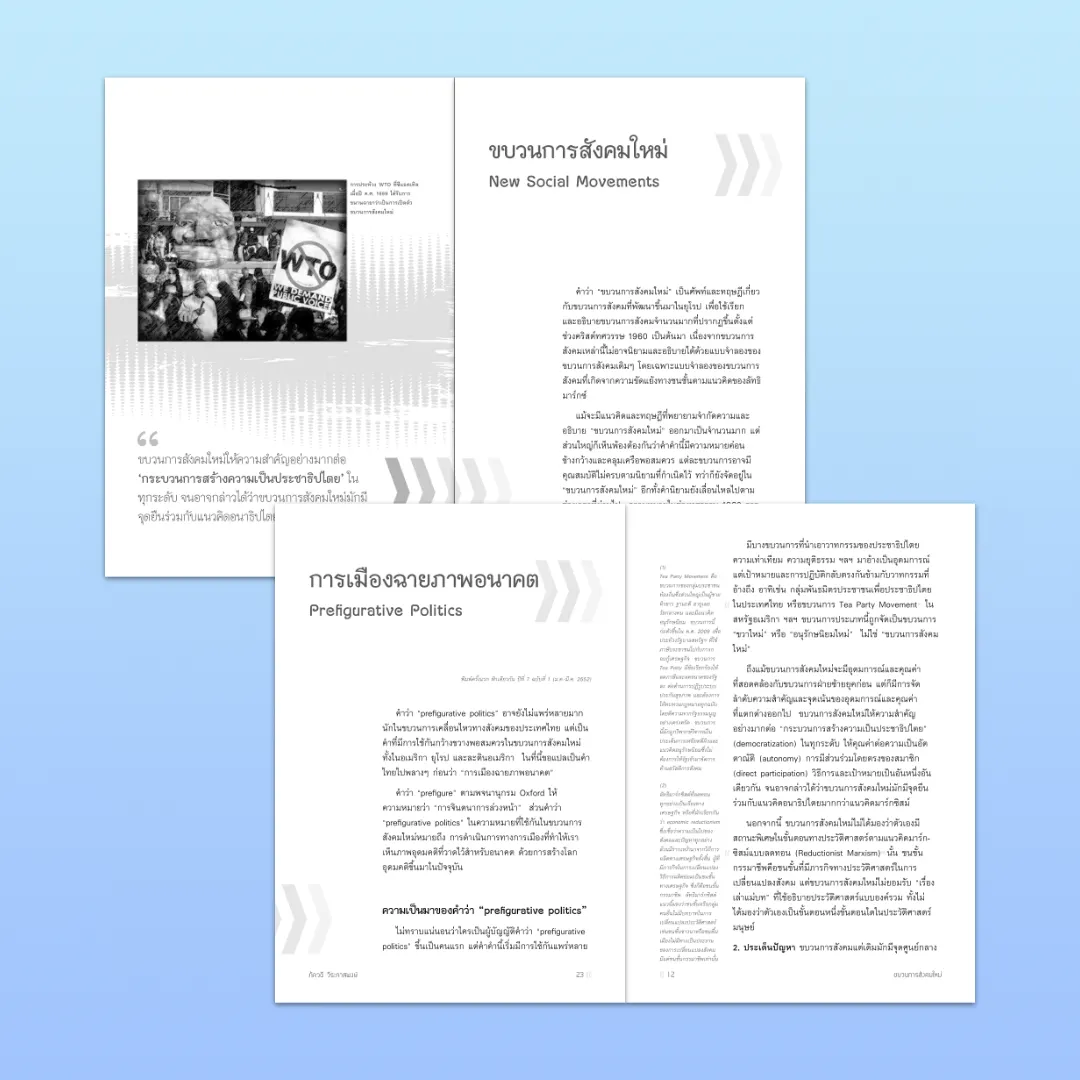 การประท้วง WTO ที่ซีแอตเติล
เมื่อปี ค.ศ. 1999 ได้รับการ
ขนานนามว่าเป็นการเปิดตัว
ขบวนการสังคมใหม่
WTO
WE DEMAND
PUBLIC VOICE!
ขบวนการสังคมใหม่ให้ความสำคัญอย่างมากต่อ
'กระบวนการสร้างความเป็นประชาธิปไตย' ใน
ทุกระดับ จนอาจกล่าวได้ว่าขบวนการสังคมใหม่มักมี
จุดยืนร่วมกับแนวคิดอนาธิปไตย
ขบวนการสังคมใหม่
New Social Movements
คำว่า "ขบวนการสังคมใหม่" เป็นศัพท์และทฤษฎีเกี่ยว
กับขบวนการสังคมที่พัฒนาขึ้นมาในยุโรป เพื่อใช้เรียก
และอธิบายขบวนการสังคมจำนวนมากที่ปรากฏขึ้นตั้งแต่
ช่วงคริสต์ทศวรรษ 1960 เป็นต้นมา เนื่องจากขบวนการ
สังคมเหล่านี้ไม่อาจนิยามและอธิบายได้ด้วยแบบจำลองของ
ขบวนการสังคมเดิมๆ โดยเฉพาะแบบจำลองของขบวนการ
สังคมที่เกิดจากความขัดแย้งทางชนชั้นตามแนวคิดของลัทธิ
มาร์กซ์
แม้จะมีแนวคิดและทฤษฎีที่พยายามจำกัดความและ
อธิบาย "ขบวนการสังคมใหม่" ออกมาเป็นจำนวนมาก แต่
ส่วนใหญ่ก็เห็นพ้องต้องกันว่าคำคำนี้มีความหมายค่อน
ข้างกว้างและคลุมเครือพอสมควร แต่ละขบวนการอาจมี
คุณสมบัติไม่ครบตามนิยามที่กำเนิดไว้ ทว่าก็ยังจัดอยู่ใน
"ขบวนการสังคมใหม่" อีกทั้งคำนิยามยังเลื่อนไหลไปตาม
การเมืองฉายภาพอนาคต
Prefigurative Politics
พิมพ์ครั้งแรก ฟ้าเดียวกัน ปีที่ 7 ฉบับที่ 1 (ม.ค.-มี.ค. 2552)
คำว่า "prefigurative politics" อาจยังไม่แพร่หลายมาก
นักในขบวนการเคลื่อนไหวทางสังคมของประเทศไทย แต่เป็น
คำที่มีการใช้กันกว้างขวางพอสมควรในขบวนการสังคมใหม่
ทั้งในอเมริกา ยุโรป และละตินอเมริกา ในที่นี้ขอแปลเป็นคำ
ไทยไปพลางๆ ก่อนว่า "การเมืองฉายภาพอนาคต"
คำว่า "prefigure" ตามพจนานุกรม Oxford ให้
ความหมายว่า "การจินตนาการล่วงหน้า" ส่วนคำว่า
"prefigurative politics" ในความหมายที่ใช้กันในขบวนการ
สังคมใหม่หมายถึง การดำเนินการทางการเมืองที่ทำให้เรา
เห็นภาพอุดมคติที่วาดไว้สำหรับอนาคต ด้วยการสร้างโลก
อุดมคติขึ้นมาในปัจจุบัน
ความเป็นมาของคำว่า "prefigurative politics"
ไม่ทราบแน่นอนว่าใครเป็นผู้บัญญัติคำว่า "prefigurative
politics" ขึ้นเป็นคนแรก แต่คำคำนี้เริ่มมีการใช้กันแพร่หลาย
ภัควดี วีระภาสพงษ์
23
(1)
Tea Party Movement คือ
(2)
มีบางขบวนการที่นำเอาวาทกรรมของประชาธิปไตย
ความเท่าเทียม ความยุติธรรม ฯลฯ มาอ้างเป็นอุดมการณ์
แต่เป้าหมายและการปฏิบัติกลับตรงกันข้ามกับวาทกรรมที่
อ้างถึง อาทิเช่น กลุ่มพันธมิตรประชาชนเพื่อประชาธิปไตย
ในประเทศไทย หรือขบวนการ Tea Party Movement ใน
สหรัฐอเมริกา ฯลฯ ขบวนการประเภทนี้ถูกจัดเป็นขบวนการ
"ขวาใหม่" หรือ "อนุรักษนิยมใหม่" ไม่ใช่ "ขบวนการสังคม
ใหม่"
ถึงแม้ขบวนการสังคมใหม่จะมีอุดมการณ์และคุณค่า
ที่สอดคล้องกับขบวนการฝ่ายซ้ายยุคก่อน แต่ก็มีการจัด
ลำดับความสำคัญและจุดเน้นของอุดมการณ์และคุณค่า
ที่แตกต่างออกไป ขบวนการสังคมใหม่ให้ความสำคัญ
อย่างมากต่อ "กระบวนการสร้างความเป็นประชาธิปไตย"
(democratization) ในทุกระดับ ให้คุณค่าต่อความเป็นอัต
ตาณัติ (autonomy) การมีส่วนร่วมโดยตรงของสมาชิก
(direct participation) วิธีการและเป้าหมายเป็นอันหนึ่งอัน
เดียวกัน จนอาจกล่าวได้ว่าขบวนการสังคมใหม่มักมีจุดยืน
ร่วมกับแนวคิดอนาธิปไตยมากกว่าแนวคิดมาร์กซิสม์
นอกจากนี้ ขบวนการสังคมใหม่ไม่ได้มองว่าตัวเองมี
สถานะพิเศษในขั้นตอนทางประวัติศาสตร์ตามแนวคิดมาร์ก-
ซิสม์แบบลดทอน (Reductionist Marxism) นั้น ชนชั้น
กรรมาชีพคือชนชั้นที่มีภารกิจทางประวัติศาสตร์ในการ
เปลี่ยนแปลงสังคม แต่ขบวนการสังคมใหม่ไม่ยอมรับ "เรื่อง
เล่าแม่บท" ที่ใช้อธิบายประวัติศาสตร์แบบองค์รวม ทั้งไม่
ได้มองว่าตัวเองเป็นขั้นตอนหนึ่งขั้นตอนใดในประวัติศาสตร์
มนุษย์
2. ประเด็นปัญหา ขบวนการสังคมแต่เดิมมักมีจุดศูนย์กลาง
12
ขบวนการสังคมใหม่